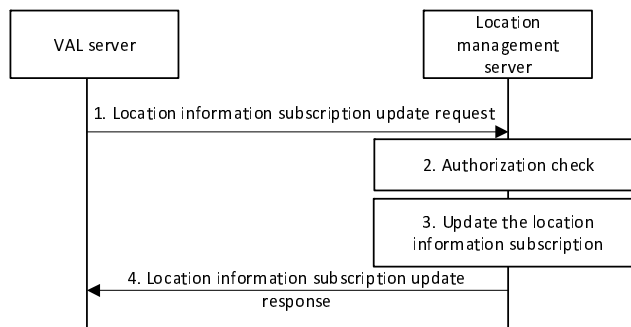 VAL server
Location
management
server
1. Location information subscription update request
2. Authorization check
3. Update the location
information subscription
4. Location information subscription update
response